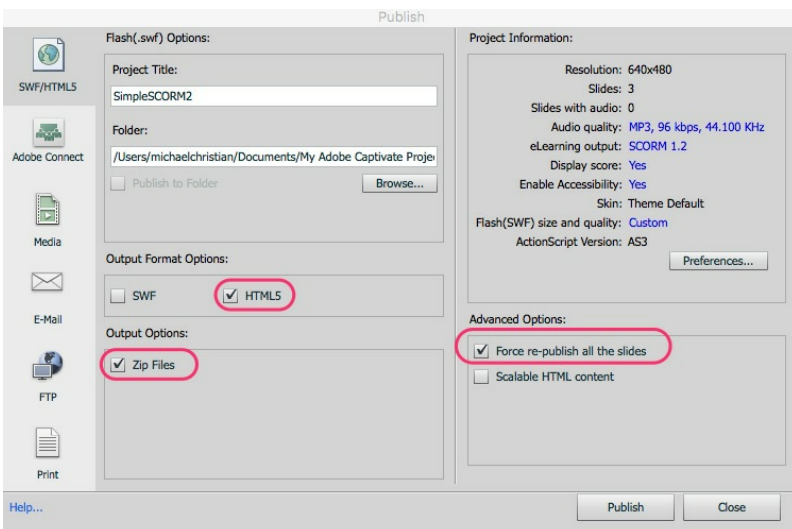 Publish
SWF/HTML5
Adobe Connect
Media
E-Mail
FTP
Print
Flash(.swf) Options:
Project Title:
SimpleSCORM2
Folder:
/Users/michaelchristian/Documents/My Adobe Captivate Projec
Publish to Folder
Browse...
Output Format Options:
SWF
HTML5
Output Options:
Zip Files
Project Information:
Resolution: 640x480
Slides: 3
Slides with audio: 0
Audio quality: MP3, 96 kbps, 44.100 KHz
eLearning output: SCORM 1.2
Display score: Yes
Enable Accessibility: Yes
Skin: Theme Default
Flash(SWF) size and quality: Custom
ActionScript Version: AS3
Preferences...
Advanced Options:
Force re-publish all the slides
Scalable HTML content
Help...
Publish
Close